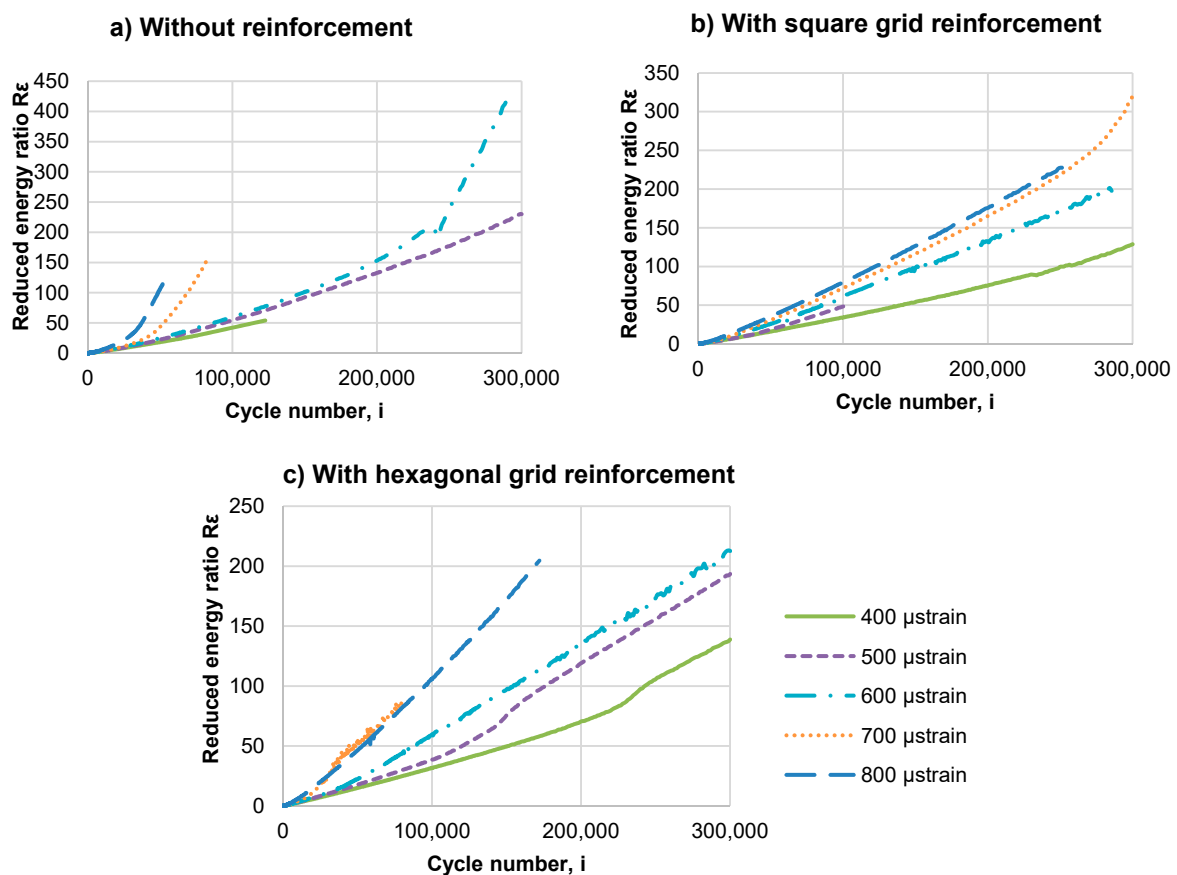 a) Without reinforcement
Reduced energy ratio Rε
450
400
350
300
250
200
150
100
50
0
0
100,000
200,000
300,000
Cycle number, i
b) With square grid reinforcement
Reduced energy ratio Rε
350
300
250
200
150
100
50
0
0
100,000
200,000
300,000
Cycle number, i
c) With hexagonal grid reinforcement
Reduced energy ratio Rε
250
200
150
100
50
0
0
100,000
200,000
300,000
Cycle number, i
400 μstrain
500 μstrain
600 μstrain
700 μstrain
800 μstrain